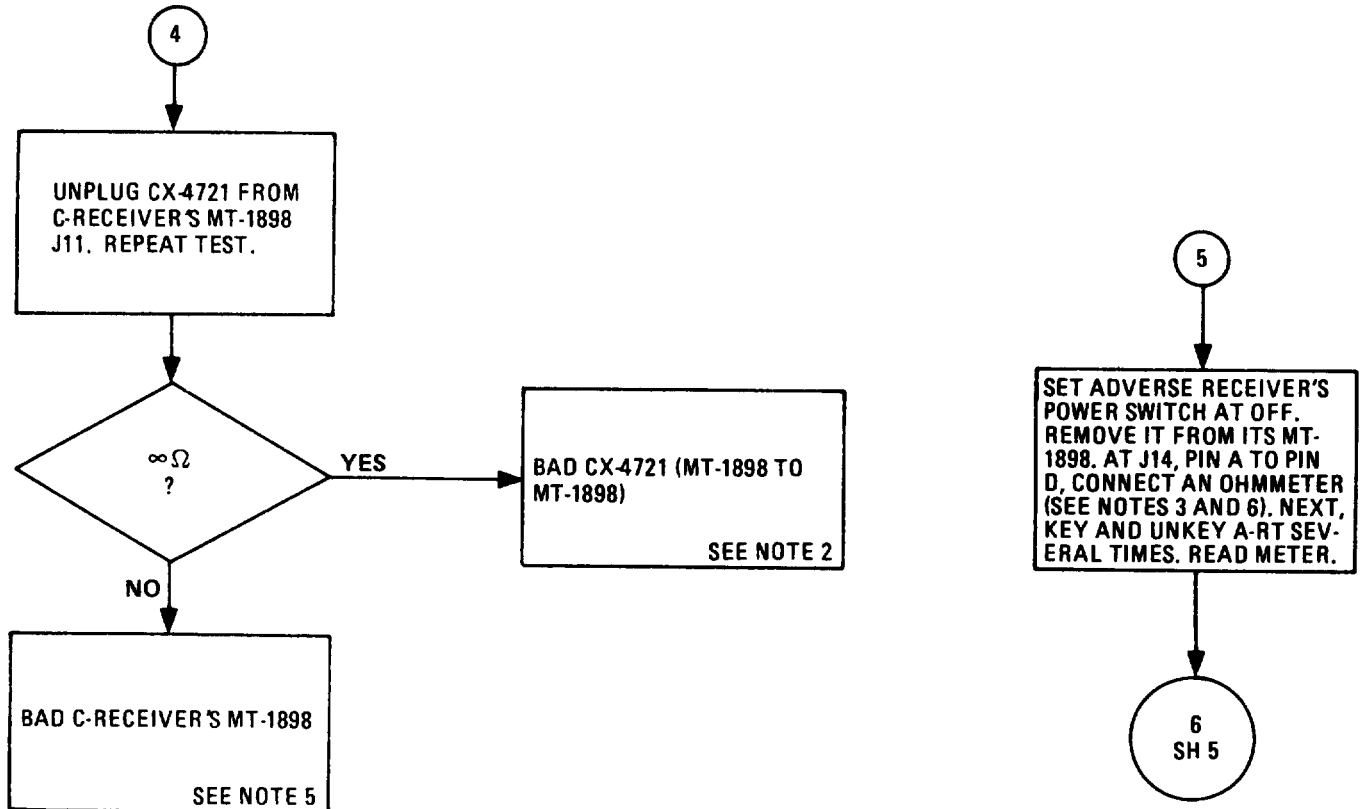 4
UNPLUG CX-4721 FROM
C-RECEIVER'S MT-1898
J11. REPEAT TEST.
∞Ω
?
YES
BAD CX-4721 (MT-1898 TO
MT-1898)
SEE NOTE 2
NO
BAD C-RECEIVER'S MT-1898
SEE NOTE 5
5
SET ADVERSE RECEIVER'S
POWER SWITCH AT OFF.
REMOVE IT FROM ITS MT-
1898. AT J14, PIN A TO PIN
D, CONNECT AN OHMMETER
(SEE NOTES 3 AND 6). NEXT,
KEY AND UNKEY A-RT SEV-
ERAL TIMES. READ METER.
6
SH 5